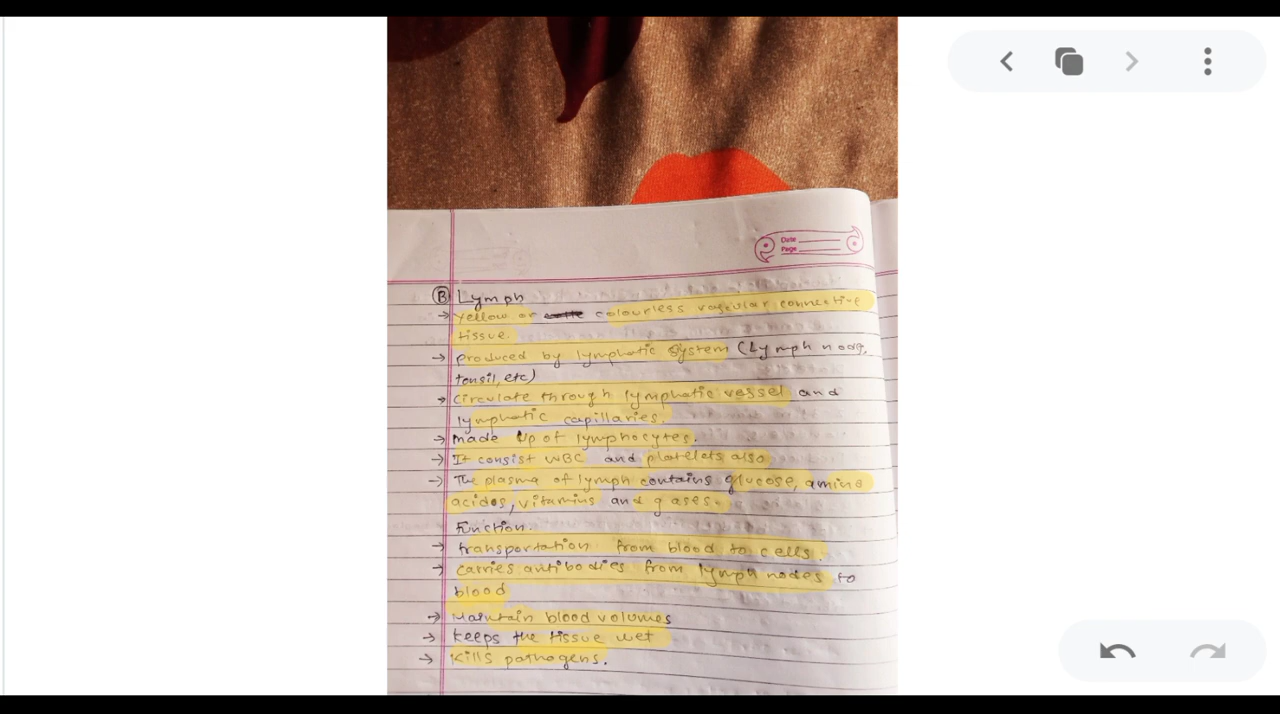 Date
Page
Ⓑ Lymph
→ Yellow or colourless vascular connective
tissue.
→ produced by lymphatic system (Lymph node,
tonsil, etc)
→ Circulate through lymphatic vessel and
lymphatic capillaries.
→ Made up of lymphocytes.
→ It consist WBC and platelets also
→ The plasma of lymph contains glucose, amino
acidos, vitamins and gases.
Function.
→ transportation from blood to cells.
→ carries antibodies from lymph nodes to
blood
→ Maintain blood volumes
→ keeps the tissue wet
→ Kills pathogens.